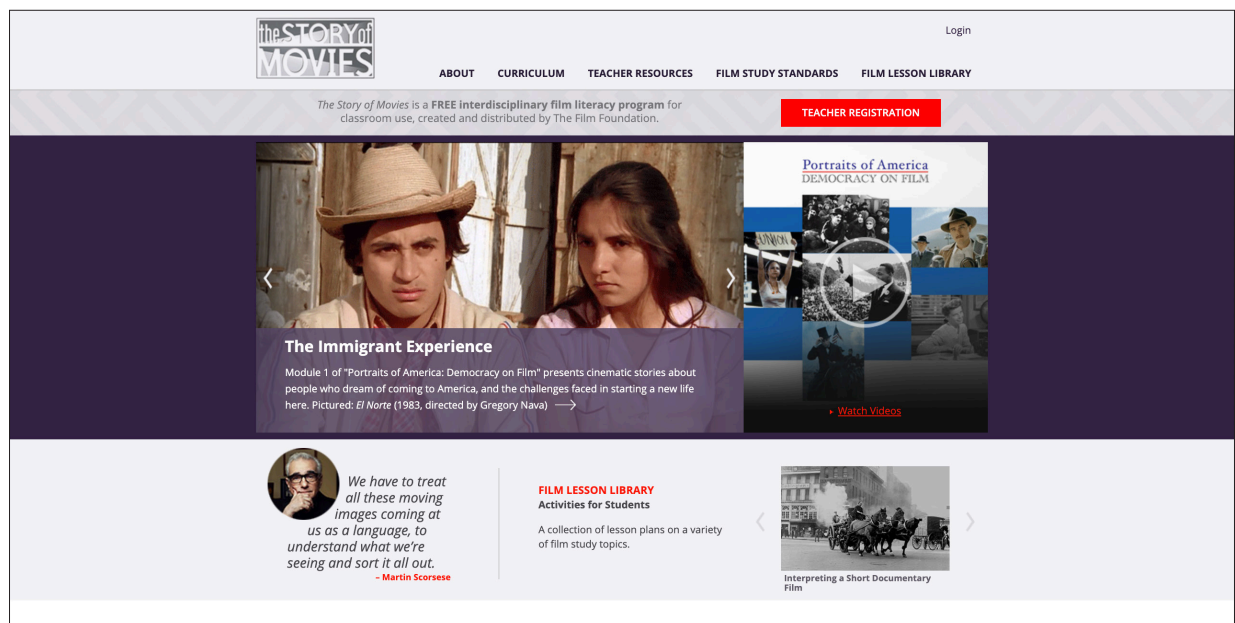 the STORY of
MOVIES
Login
ABOUT CURRICULUM TEACHER RESOURCES FILM STUDY STANDARDS FILM LESSON LIBRARY
The Story of Movies is a FREE interdisciplinary film literacy program for
classroom use, created and distributed by The Film Foundation.
TEACHER REGISTRATION
The Immigrant Experience
Module 1 of "Portraits of America: Democracy on Film" presents cinematic stories about
people who dream of coming to America, and the challenges faced in starting a new life
here. Pictured: El Norte (1983, directed by Gregory Nava)
Portraits of America
DEMOCRACY ON FILM
UNION
Watch Videos
We have to treat
all these moving
images coming at
us as a language, to
understand what we're
seeing and sort it all out.
– Martin Scorsese
FILM LESSON LIBRARY
Activities for Students
A collection of lesson plans on a variety
of film study topics.
Interpreting a Short Documentary
Film